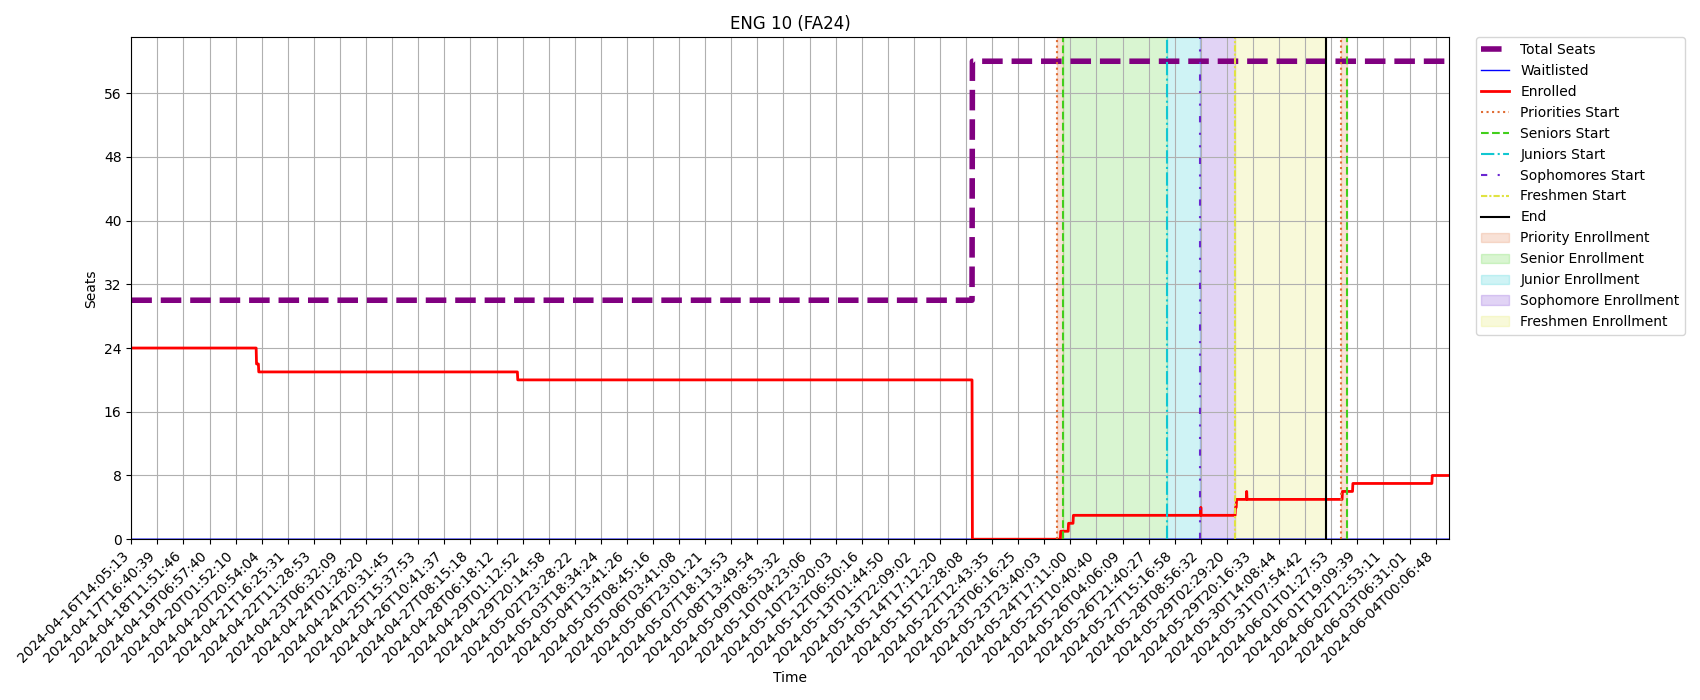 ENG 10 (FA24)
Seats
56
48
40
32
24
16
8
0
2024-04-16T14:05:13
2024-04-17T16:40:39
2024-04-18T11:51:46
2024-04-19T06:57:40
2024-04-20T01:52:10
2024-04-20T20:54:04
2024-04-21T16:25:31
2024-04-22T11:28:53
2024-04-23T06:32:09
2024-04-24T01:28:20
2024-04-24T20:31:45
2024-04-25T15:37:53
2024-04-26T10:41:37
2024-04-27T08:15:18
2024-04-28T06:18:12
2024-04-29T01:12:52
2024-04-29T20:14:58
2024-05-02T23:28:22
2024-05-03T18:34:24
2024-05-04T13:41:26
2024-05-05T08:45:16
2024-05-06T03:41:08
2024-05-06T23:01:21
2024-05-07T18:13:53
2024-05-08T13:49:54
2024-05-09T08:53:32
2024-05-10T04:23:06
2024-05-10T23:20:03
2024-05-12T06:50:16
2024-05-13T01:44:50
2024-05-13T22:09:02
2024-05-14T17:12:20
2024-05-15T12:28:08
2024-05-22T12:43:35
2024-05-23T06:16:25
2024-05-23T23:40:03
2024-05-24T17:11:00
2024-05-25T10:40:40
2024-05-26T04:06:09
2024-05-26T21:40:27
2024-05-27T15:16:58
2024-05-28T08:56:32
2024-05-29T02:29:20
2024-05-29T20:16:33
2024-05-30T14:08:44
2024-05-31T07:54:42
2024-06-01T01:27:53
2024-06-01T19:09:39
2024-06-02T12:53:11
2024-06-03T06:31:01
2024-06-04T00:06:48
Time
Total Seats
Waitlisted
Enrolled
Priorities Start
Seniors Start
Juniors Start
Sophomores Start
Freshmen Start
End
Priority Enrollment
Senior Enrollment
Junior Enrollment
Sophomore Enrollment
Freshmen Enrollment